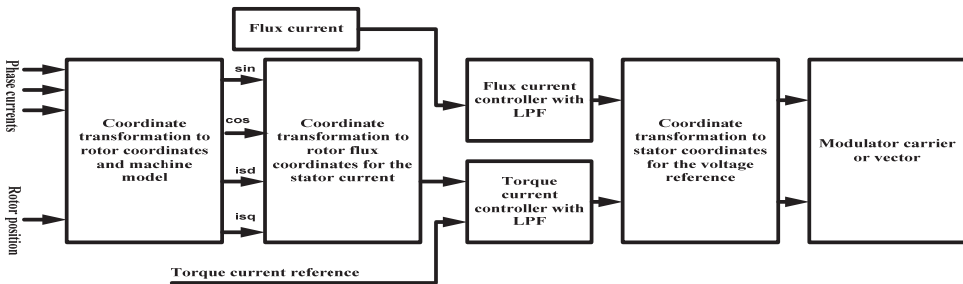 Flux current
Phase currents
Rotor position
Coordinate
transformation to
rotor coordinates
and machine
model
sin
cos
isd
isq
Coordinate
transformation to
rotor flux
coordinates for the
stator current
Flux current
controller with
LPF
Torque
current
controller with
LPF
Coordinate
transformation to
stator coordinates
for the voltage
reference
Modulator carrier
or vector
Torque current reference